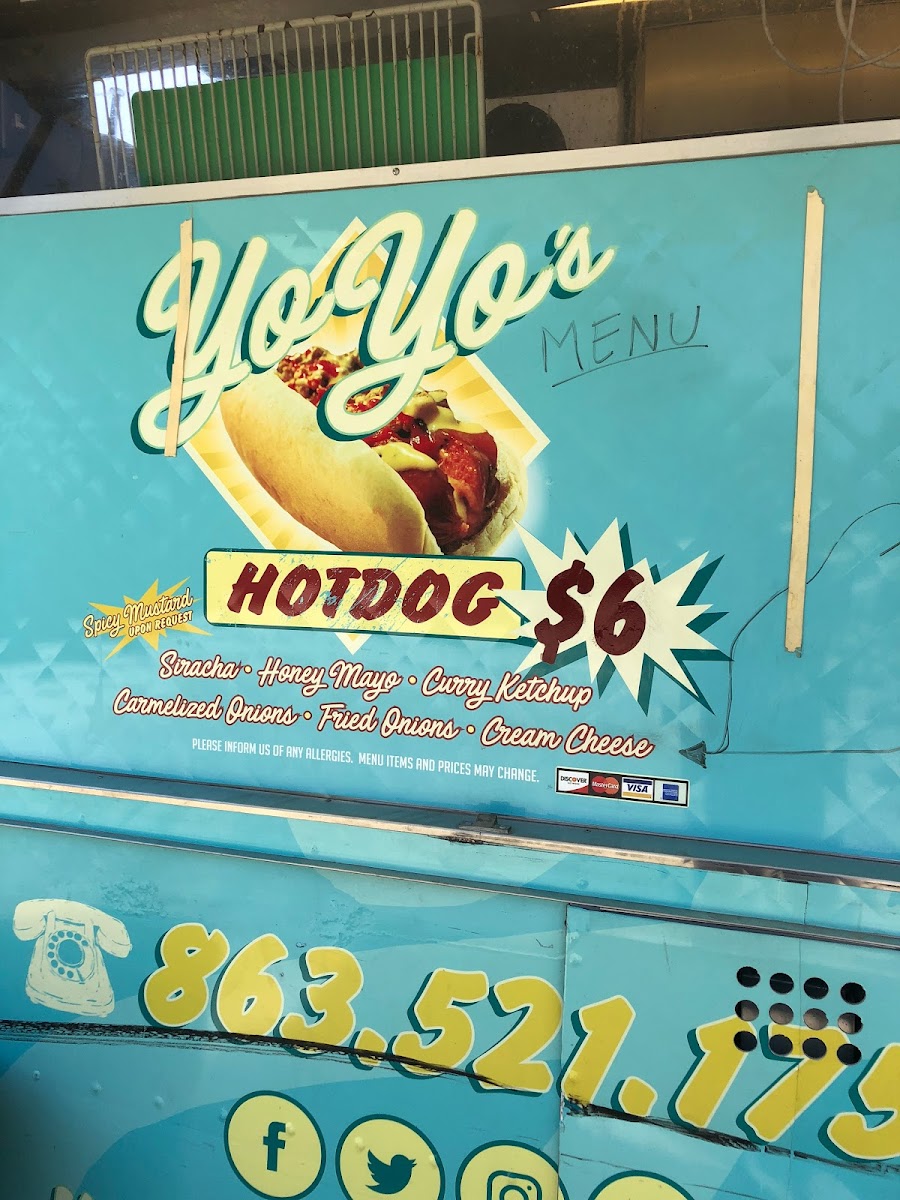 YoYo's
MENU
HOTDOG $6
Spicy Mustard
UPON REQUEST
Siracha • Honey Mayo • Curry Ketchup
Carmelized Onions • Fried Onions • Cream Cheese
PLEASE INFORM US OF ANY ALLERGIES. MENU ITEMS AND PRICES MAY CHANGE.
DISCOVER MasterCard VISA
863.521.175
f